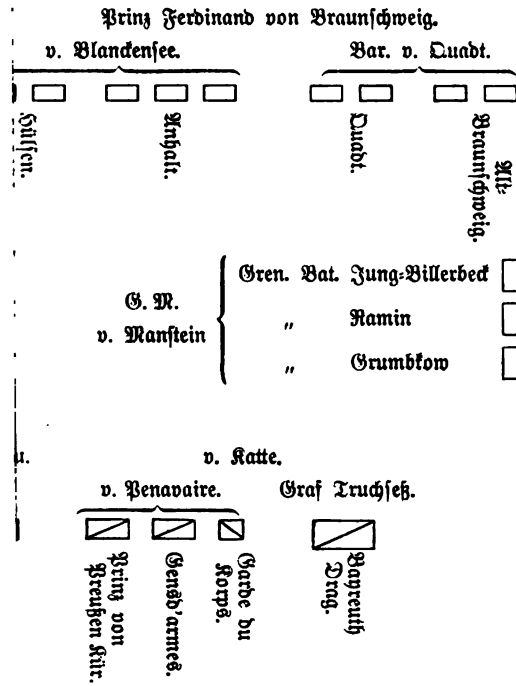 Prinz Ferdinand von Braunſchweig.
v. Blanckensee. Bar. v. Quadt.
Hülſen.
Anhalt.
Quadt.
Alt-
Braunſchweig.
Gren. Bat. Jung-Billerbeck
G. M.
v. Manſtein
„ Ramin
„ Grumbkow
u. v. Katte.
v. Penavaire. Graf Truchſeß.
Prinz von
Preußen Kür.
Gensd'armes.
Garde du
Korps.
Bayreuth
Drag.